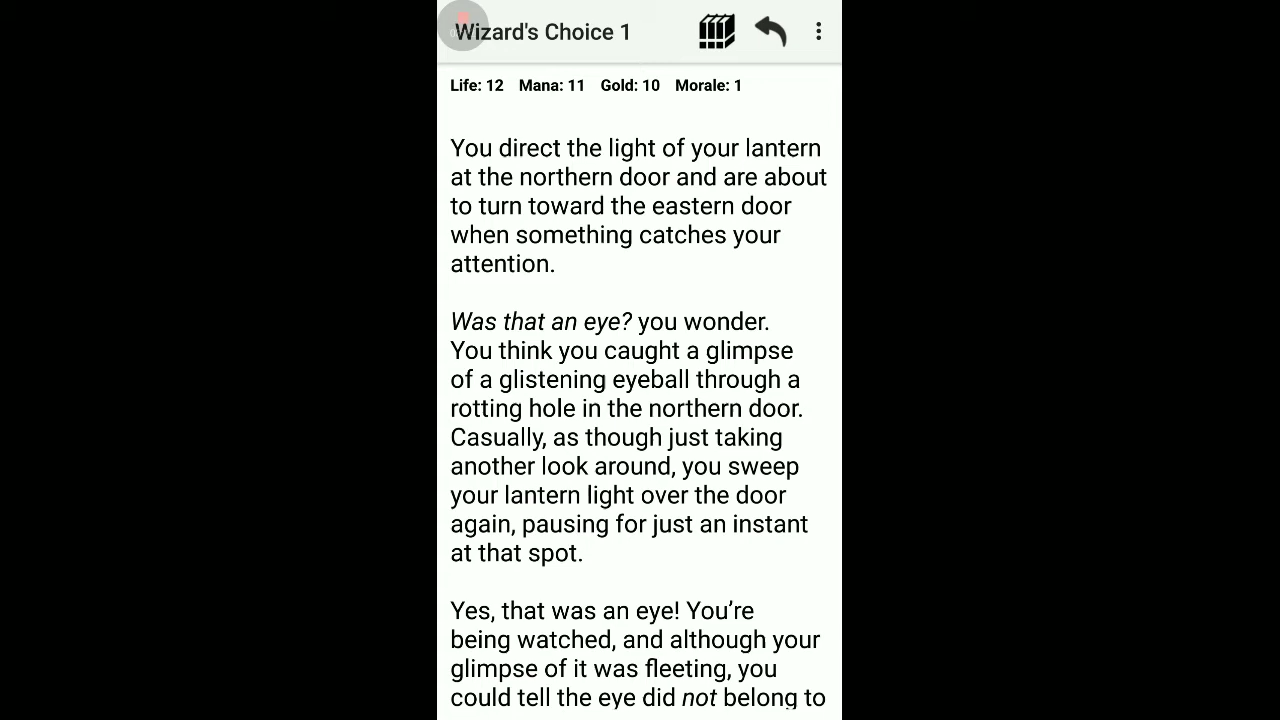 Wizard's Choice 1
Life: 12 Mana: 11 Gold: 10 Morale: 1
You direct the light of your lantern
at the northern door and are about
to turn toward the eastern door
when something catches your
attention.
Was that an eye? you wonder.
You think you caught a glimpse
of a glistening eyeball through a
rotting hole in the northern door.
Casually, as though just taking
another look around, you sweep
your lantern light over the door
again, pausing for just an instant
at that spot.
Yes, that was an eye! You’re
being watched, and although your
glimpse of it was fleeting, you
could tell the eye did not belong to